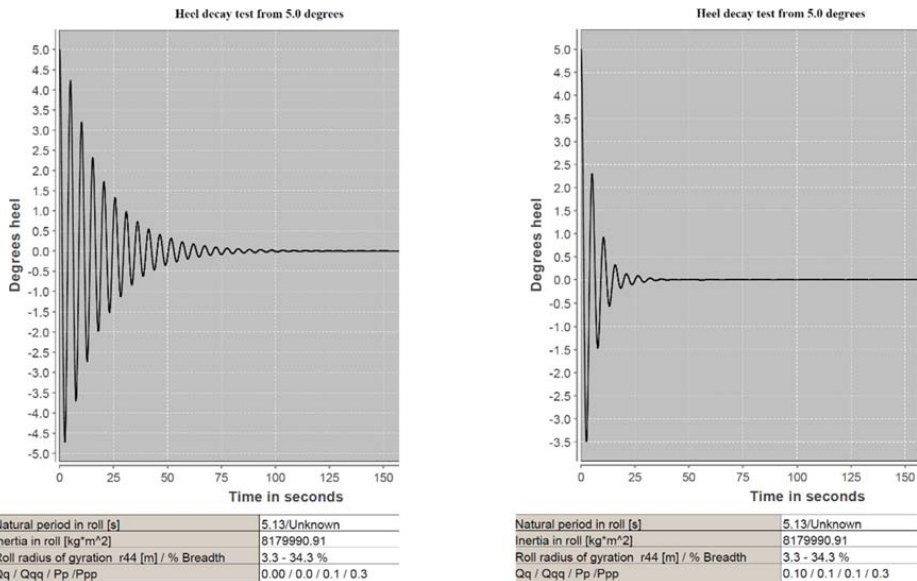 Heel decay test from 5.0 degrees
5.0
4.5
4.0
3.5
3.0
2.5
2.0
1.5
1.0
0.5
0.0
-0.5
-1.0
-1.5
-2.0
-2.5
-3.0
-3.5
-4.0
-4.5
-5.0
Degrees heel
0 25 50 75 100 125 150
Time in seconds
Natural period in roll [s] 5.13/Unknown
nertia in roll [kg*m^2] 8179990.91
Roll radius of gyration r44 [m] / % Breadth 3.3 - 34.3 %
Qq / Qqq / Pp /Ppp 0.00 / 0.0 / 0.1 / 0.3
Heel decay test from 5.0 degrees
5.0
4.5
4.0
3.5
3.0
2.5
2.0
1.5
1.0
0.5
0.0
-0.5
-1.0
-1.5
-2.0
-2.5
-3.0
-3.5
Degrees heel
0 25 50 75 100 125 150
Time in seconds
Natural period in roll [s] 5.13/Unknown
Inertia in roll [kg*m^2] 8179990.91
Roll radius of gyration r44 [m] / % Breadth 3.3 - 34.3 %
Qq / Qqq / Pp /Ppp 0.10 / 0.1 / 0.1 / 0.3